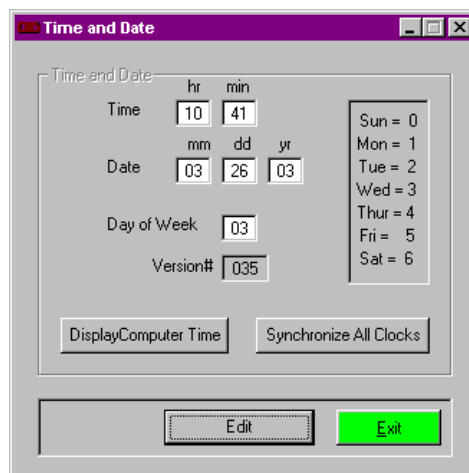 Time and Date
Time and Date
hr min
Time 10 41
mm dd yr
Date 03 26 03
Day of Week 03
Version# 035
Sun = 0
Mon = 1
Tue = 2
Wed = 3
Thur = 4
Fri = 5
Sat = 6
DisplayComputer Time Synchronize All Clocks
Edit Exit